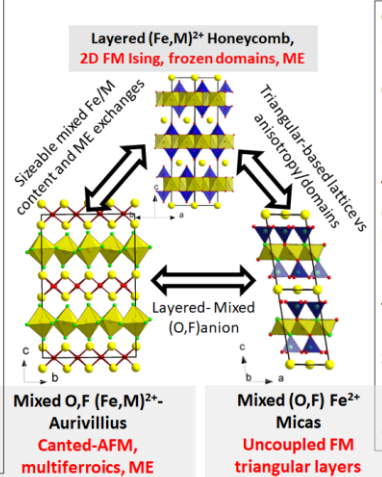 Layered (Fe,M)²⁺ Honeycomb,
2D FM Ising, frozen domains, ME
Sizeable mixed Fe/M
content and ME exchanges
Triangular-based lattice vs
anisotropy/domains
c
a
Layered- Mixed
(O,F)anion
c
b
c
a
Mixed O,F (Fe,M)²⁺-
Aurivillius
Canted-AFM,
multiferroics, ME
Mixed (O,F) Fe²⁺
Micas
Uncoupled FM
triangular layers